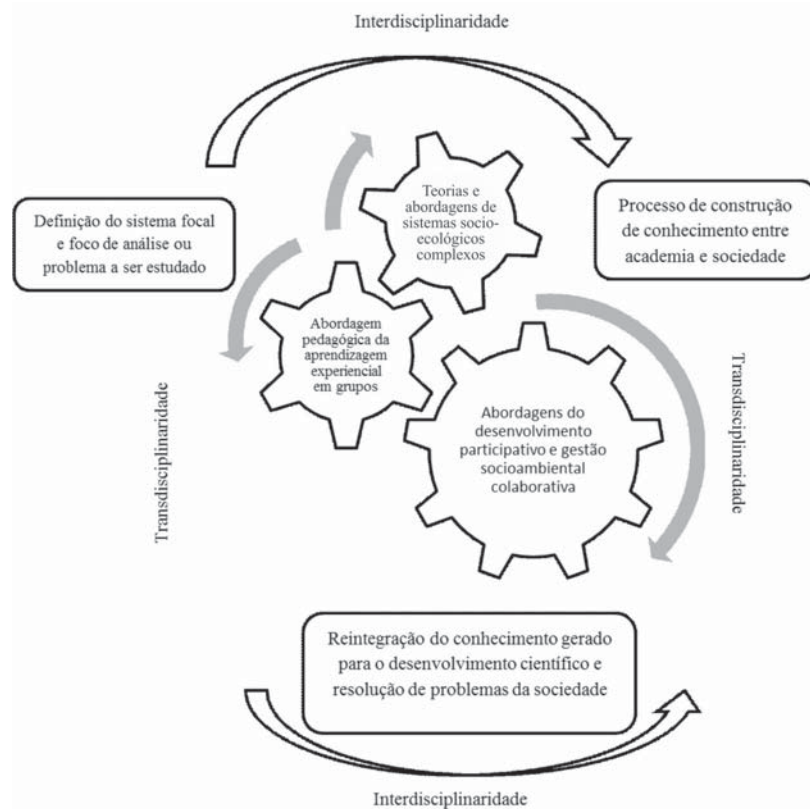 Interdisciplinaridade
Definição do sistema focal
e foco de análise ou
problema a ser estudado
Teorias e
abordagens de
sistemas socio-
ecológicos
complexos
Processo de construção
de conhecimento entre
academia e sociedade
Abordagem
pedagógica da
aprendizagem
experiencial
em grupos
Abordagens do
desenvolvimento
participativo e gestão
socioambiental
colaborativa
Transdisciplinaridade
Transdisciplinaridade
Reintegração do conhecimento gerado
para o desenvolvimento científico e
resolução de problemas da sociedade
Interdisciplinaridade